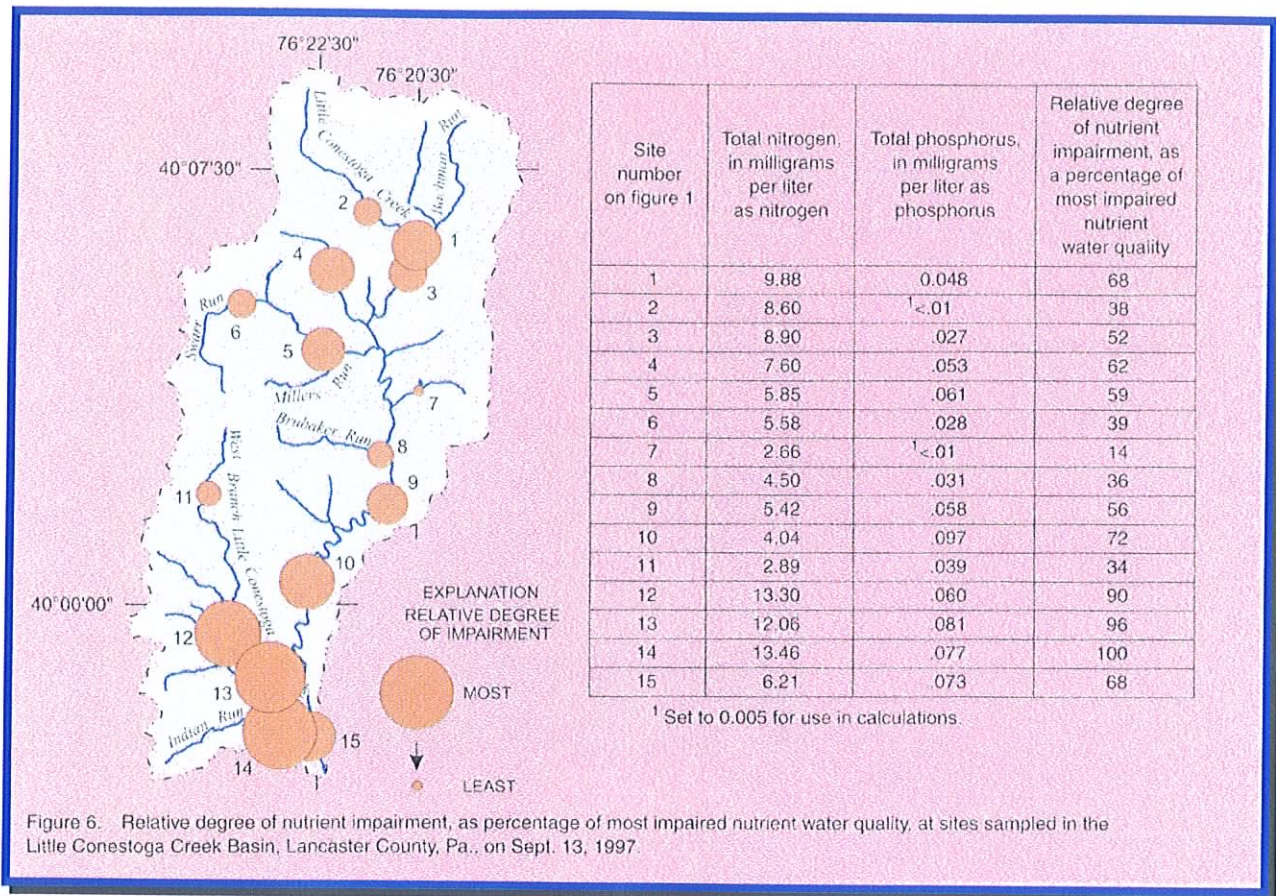 76°22'30"
76°20'30"
40°07'30"
40°00'00"
Little Conestoga Creek
Bachman Run
Swarr Run
Millers Run
Brubaker Run
West Branch Little Conestoga
Indian Run
1
2
3
4
5
6
7
8
9
10
11
12
13
14
15
EXPLANATION
RELATIVE DEGREE
OF IMPAIRMENT
MOST
LEAST
Site
number
on figure 1
Total nitrogen,
in milligrams
per liter
as nitrogen
Total phosphorus,
in milligrams
per liter as
phosphorus
Relative degree
of nutrient
impairment, as
a percentage of
most impaired
nutrient
water quality
1 9.88 0.048 68
2 8.60 ¹<.01 38
3 8.90 .027 52
4 7.60 .053 62
5 5.85 .061 59
6 5.58 .028 39
7 2.66 ¹<.01 14
8 4.50 .031 36
9 5.42 .058 56
10 4.04 .097 72
11 2.89 .039 34
12 13.30 .060 90
13 12.06 .081 96
14 13.46 .077 100
15 6.21 .073 68
¹ Set to 0.005 for use in calculations.
Figure 6. Relative degree of nutrient impairment, as percentage of most impaired nutrient water quality, at sites sampled in the
Little Conestoga Creek Basin, Lancaster County, Pa., on Sept. 13, 1997.